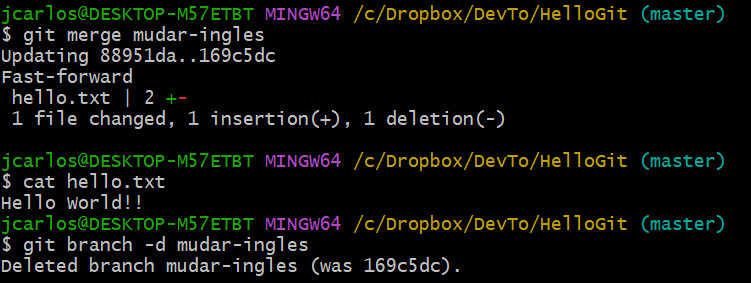 jcarlos@DESKTOP-M57ETBT MINGW64 /c/Dropbox/DevTo/HelloGit (master)
$ git merge mudar-ingles
Updating 88951da..169c5dc
Fast-forward
 hello.txt | 2 +-
 1 file changed, 1 insertion(+), 1 deletion(-)
jcarlos@DESKTOP-M57ETBT MINGW64 /c/Dropbox/DevTo/HelloGit (master)
$ cat hello.txt
Hello World!!
jcarlos@DESKTOP-M57ETBT MINGW64 /c/Dropbox/DevTo/HelloGit (master)
$ git branch -d mudar-ingles
Deleted branch mudar-ingles (was 169c5dc).